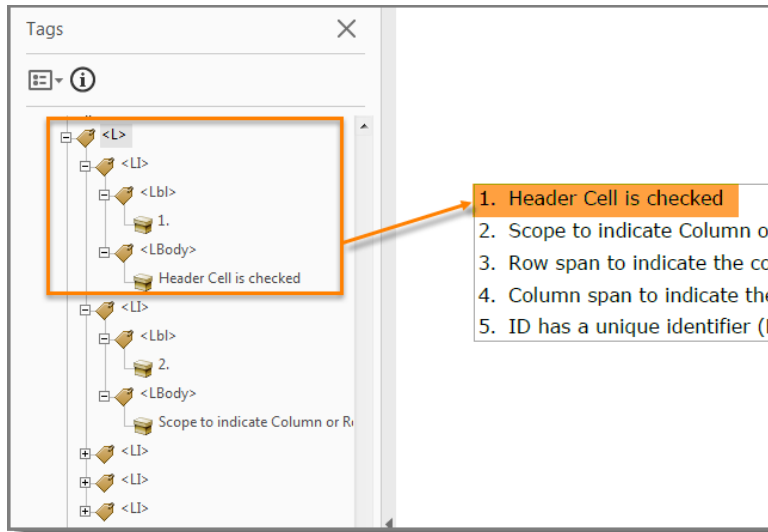 Tags
<L>
<LI>
<Lbl>
1.
<LBody>
Header Cell is checked
<LI>
<Lbl>
2.
<LBody>
Scope to indicate Column or R
<LI>
<LI>
<LI>
1. Header Cell is checked
2. Scope to indicate Column o
3. Row span to indicate the co
4. Column span to indicate the
5. ID has a unique identifier (